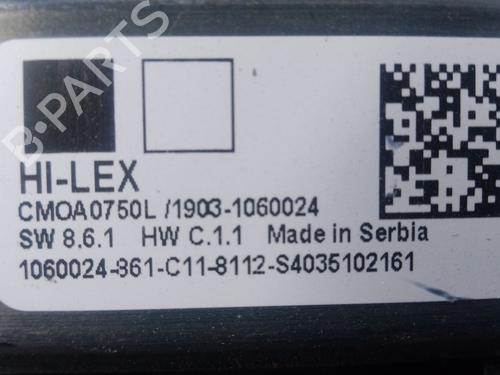 B-PARTS
HI-LEX
CMOA0750L /1903-1060024
SW 8.6.1 HW C.1.1 Made in Serbia
1060024-861-C11-8112-S4035102161